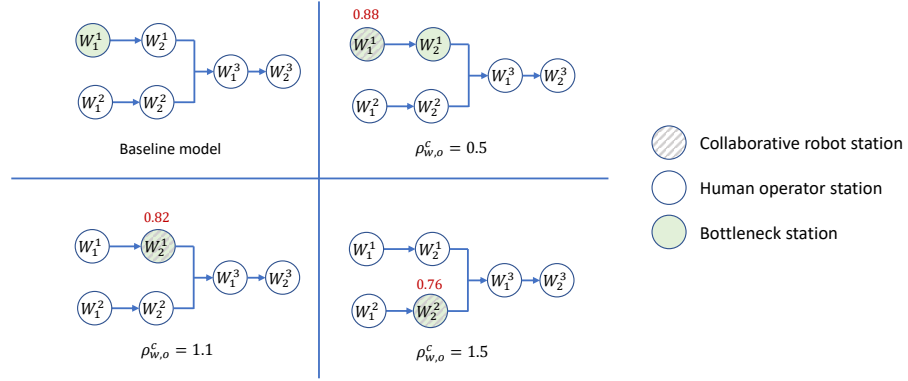 W_1^1 W_2^1
W_1^3 W_2^3
W_1^2 W_2^2
Baseline model
0.88
W_1^1 W_2^1
W_1^3 W_2^3
W_1^2 W_2^2
ρ_{w,o}^c = 0.5
0.82
W_1^1 W_2^1
W_1^3 W_2^3
W_1^2 W_2^2
ρ_{w,o}^c = 1.1
W_1^1 W_2^1
0.76
W_1^3 W_2^3
W_1^2 W_2^2
ρ_{w,o}^c = 1.5
Collaborative robot station
Human operator station
Bottleneck station